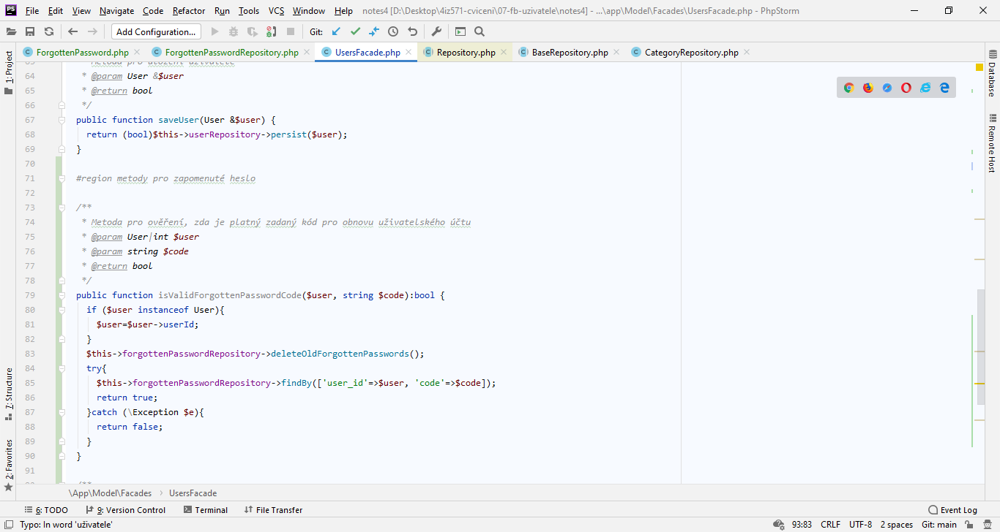 PS File Edit View Navigate Code Refactor Run Tools VCS Window Help notes4 [D:\Desktop\4iz571-cviceni\07-fb-uzivatele\notes4] - ...\app\Model\Facades\UsersFacade.php - PhpStorm
Add Configuration... Git:
ForgottenPassword.php ForgottenPasswordRepository.php UsersFacade.php Repository.php BaseRepository.php CategoryRepository.php
1: Project
7: Structure
2: Favorites
Database
Remote Host
63 * Metoda pro uložení uživatele
64 * @param User &$user
65 * @return bool
66 */
67 public function saveUser(User &$user) {
68 return (bool)$this->userRepository->persist($user);
69 }
70
71 #region metody pro zapomenuté heslo
72
73 /**
74 * Metoda pro ověření, zda je platný zadaný kód pro obnovu uživatelského účtu
75 * @param User|int $user
76 * @param string $code
77 * @return bool
78 */
79 public function isValidForgottenPasswordCode($user, string $code):bool {
80 if ($user instanceof User){
81 $user=$user->userId;
82 }
83 $this->forgottenPasswordRepository->deleteOldForgottenPasswords();
84 try{
85 $this->forgottenPasswordRepository->findBy(['user_id'=>$user, 'code'=>$code]);
86 return true;
87 }catch (\Exception $e){
88 return false;
89 }
90 }
91
92 /**
\App\Model\Facades › UsersFacade
6: TODO 9: Version Control Terminal File Transfer Event Log
Typo: In word 'uživatele' 93:83 CRLF UTF-8 2 spaces Git: main